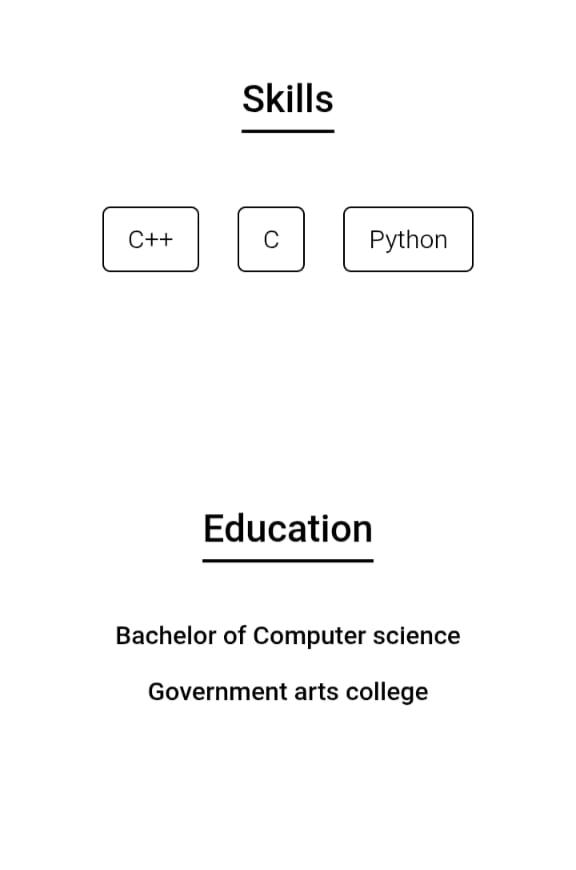 Skills
C++ C Python
Education
Bachelor of Computer science
Government arts college